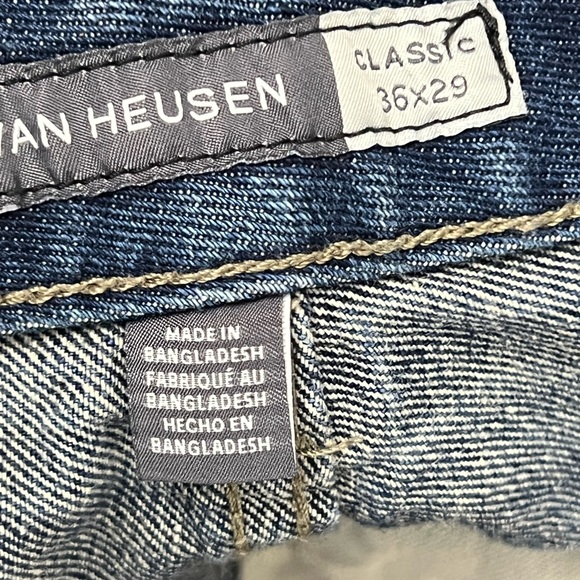 VAN HEUSEN
CLASSIC
36X29
MADE IN
BANGLADESH
FABRIQUÉ AU
BANGLADESH
HECHO EN
BANGLADESH